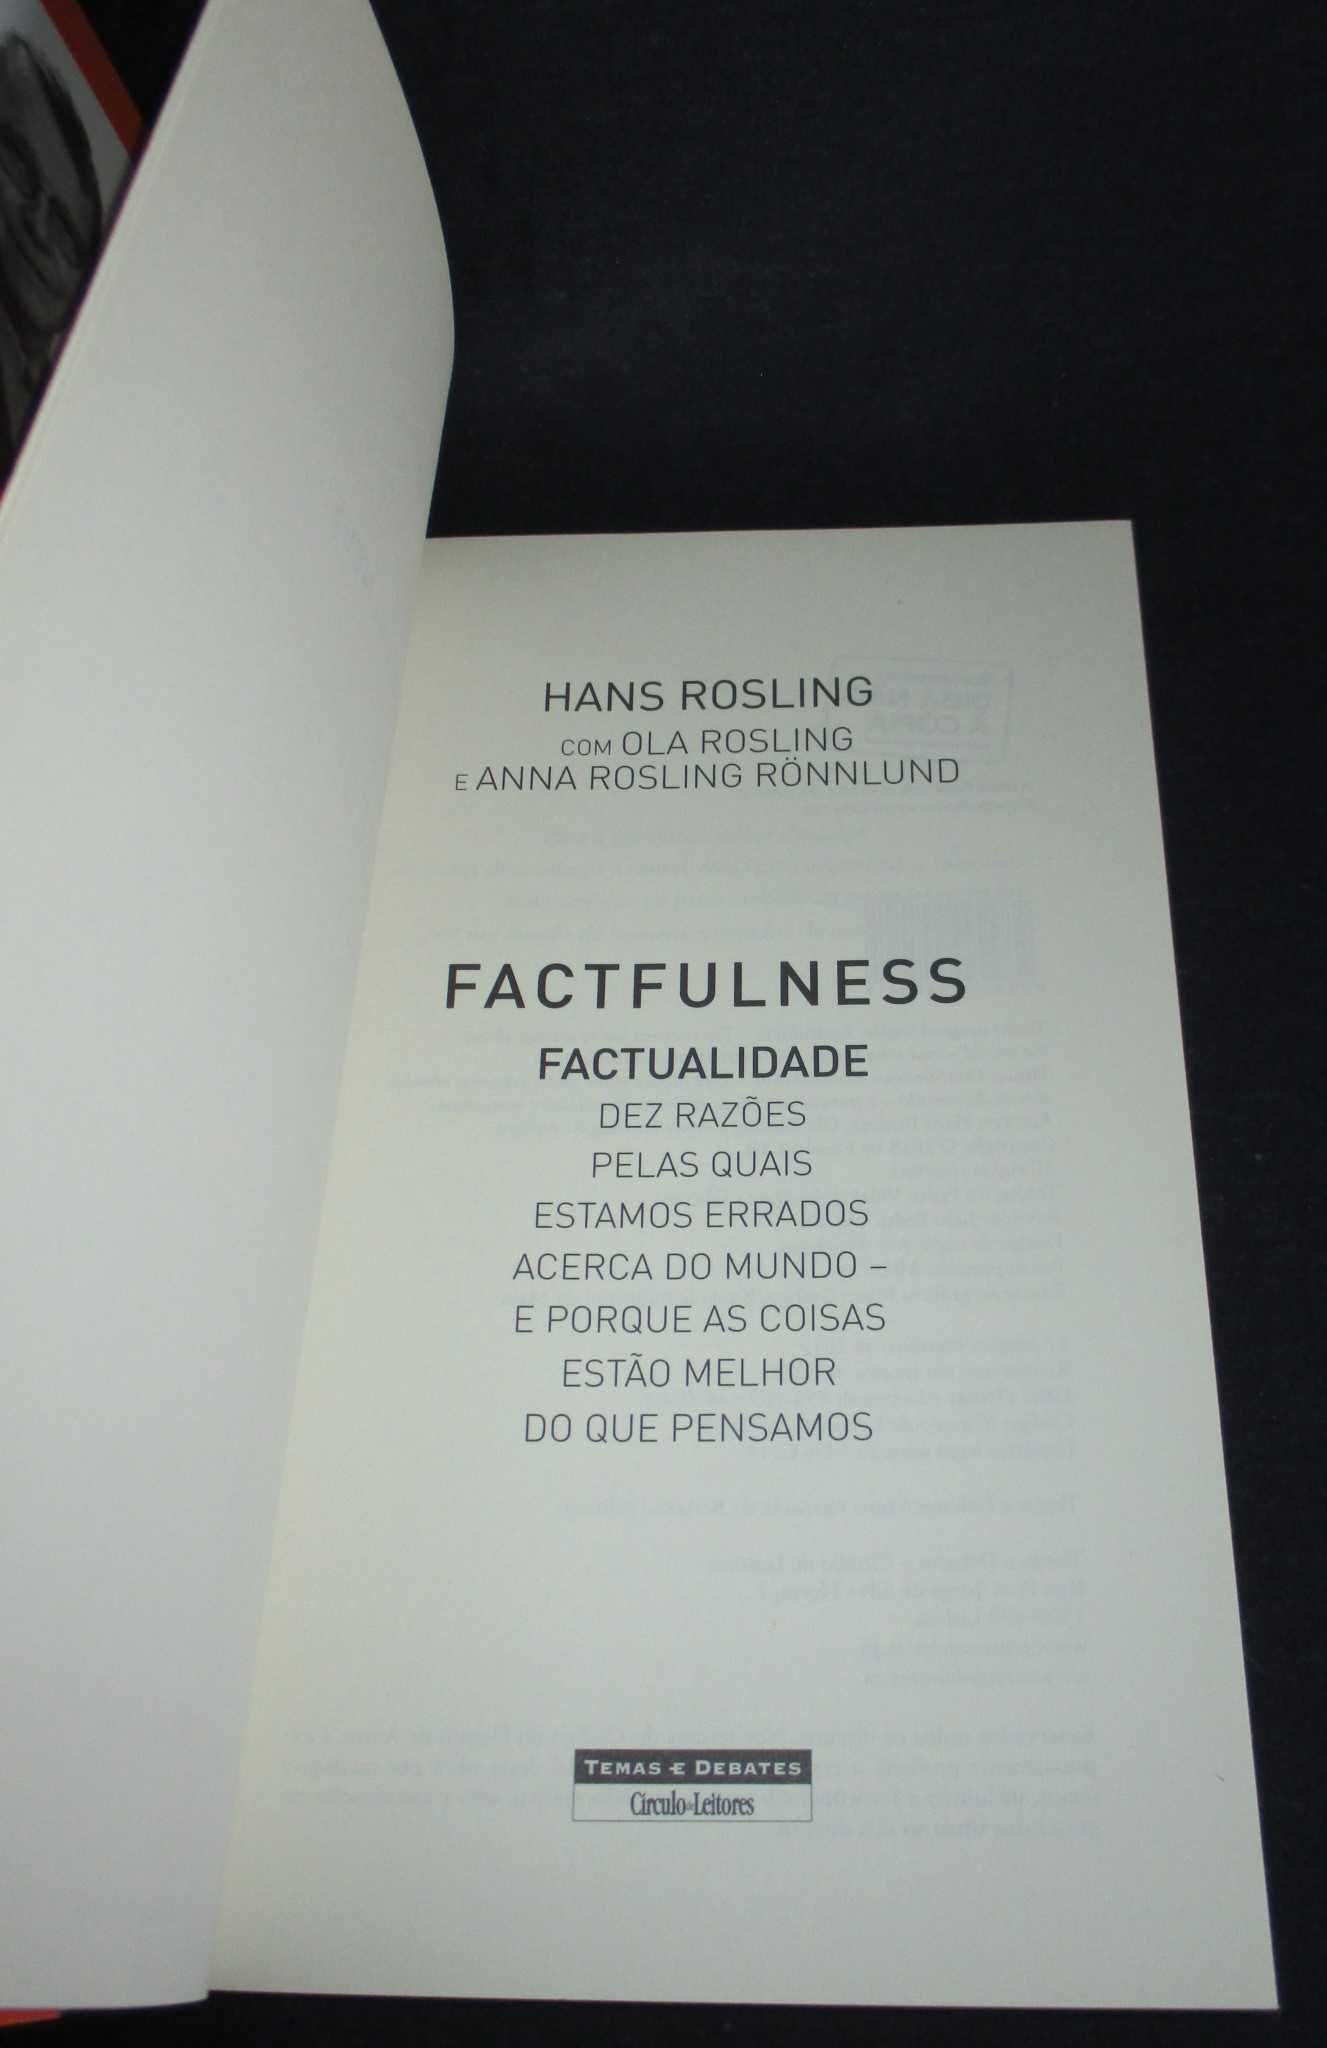 HANS ROSLING
COM OLA ROSLING
E ANNA ROSLING RÖNNLUND
FACTFULNESS
FACTUALIDADE
DEZ RAZÕES
PELAS QUAIS
ESTAMOS ERRADOS
ACERCA DO MUNDO –
E PORQUE AS COISAS
ESTÃO MELHOR
DO QUE PENSAMOS
TEMAS E DEBATES
Círculo de Leitores